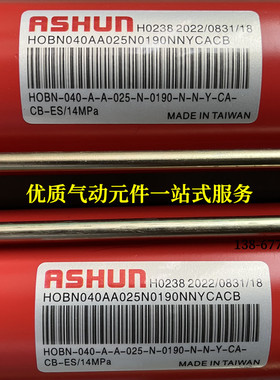 ASHUN H0238 2022/0831/18
HOBN040AA025N0190NNYCACB
HOBN-040-A-A-025-N-0190-N-N-Y-CA-
CB-ES/14MPa
MADE IN TAIWAN
优质气动元件一站式服务
138-677
ASHUN H0238 2022/0831/18
HOBN040AA025N0190NNYCACB
HOBN-040-A-A-025-N-0190-N-N-Y-CA-
CB-ES/14MPa
MADE IN TAIWAN